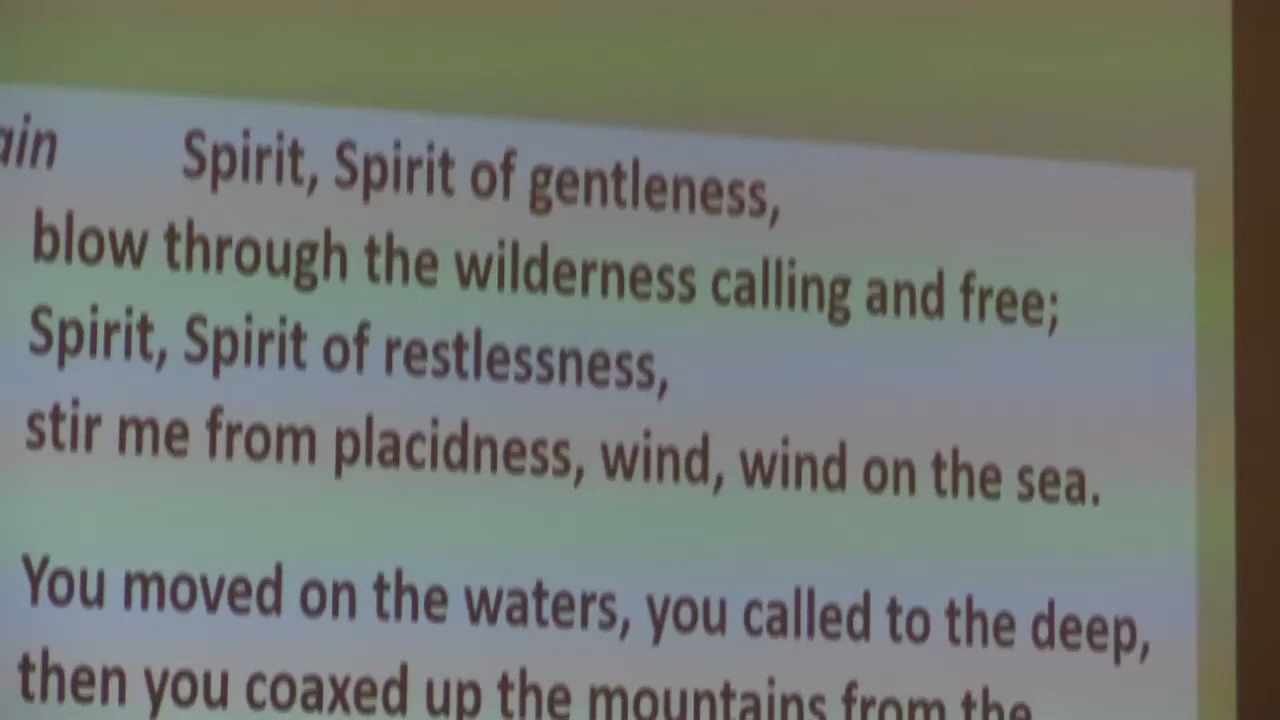 ain Spirit, Spirit of gentleness,
blow through the wilderness calling and free;
Spirit, Spirit of restlessness,
stir me from placidness, wind, wind on the sea.
You moved on the waters, you called to the deep,
then you coaxed up the mountains from the